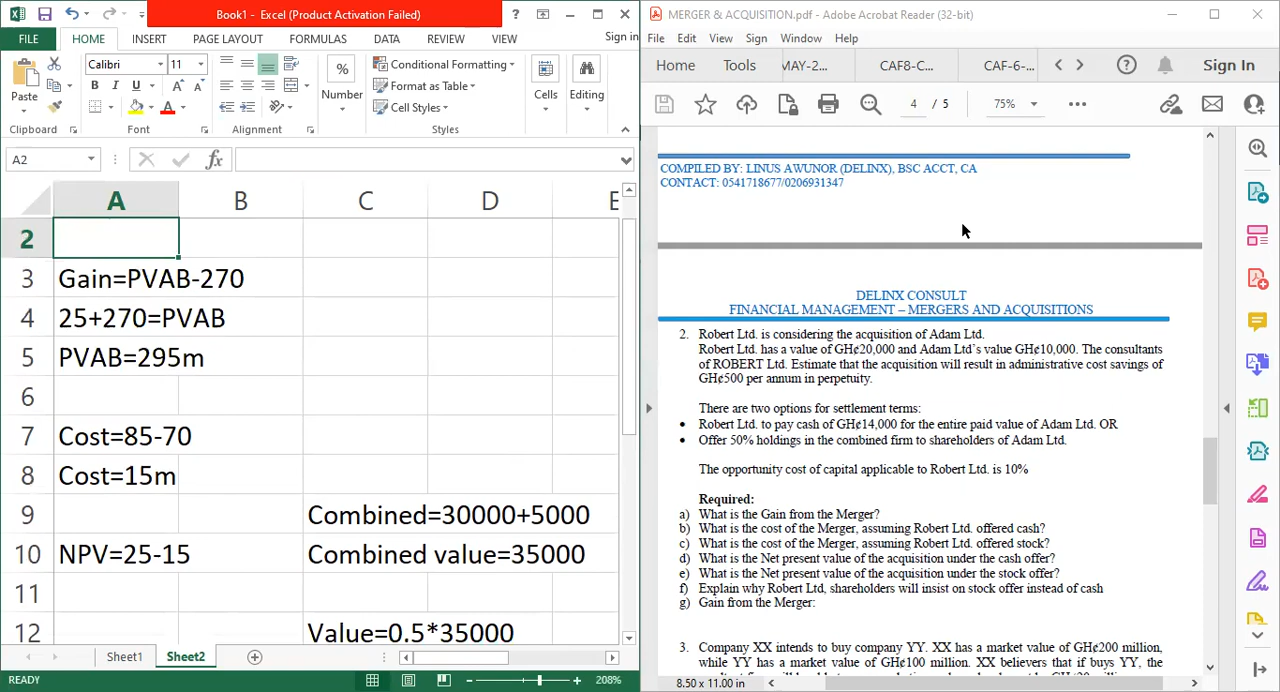 Book1 - Excel (Product Activation Failed)
FILE HOME INSERT PAGE LAYOUT FORMULAS DATA REVIEW VIEW Sign in
Calibri 11
Paste
B I U
Number
Conditional Formatting
Format as Table
Cell Styles
Cells
Editing
Clipboard Font Alignment Styles
A2
fx
A B C D E
2
3 Gain=PVAB-270
4 25+270=PVAB
5 PVAB=295m
6
7 Cost=85-70
8 Cost=15m
9 Combined=30000+5000
10 NPV=25-15 Combined value=35000
11
12 Value=0.5*35000
Sheet1 Sheet2
READY 208%
MERGER & ACQUISITION.pdf - Adobe Acrobat Reader (32-bit)
File Edit View Sign Window Help
Home Tools MAY-2... CAF8-C... CAF-6-... Sign In
4 / 5 75%
COMPILED BY: LINUS AWUNOR (DELINX), BSC ACCT, CA
CONTACT: 0541718677/0206931347
DELINX CONSULT
FINANCIAL MANAGEMENT – MERGERS AND ACQUISITIONS
2. Robert Ltd. is considering the acquisition of Adam Ltd.
Robert Ltd. has a value of GH¢20,000 and Adam Ltd's value GH¢10,000. The consultants
of ROBERT Ltd. Estimate that the acquisition will result in administrative cost savings of
GH¢500 per annum in perpetuity.
There are two options for settlement terms:
• Robert Ltd. to pay cash of GH¢14,000 for the entire paid value of Adam Ltd. OR
• Offer 50% holdings in the combined firm to shareholders of Adam Ltd.
The opportunity cost of capital applicable to Robert Ltd. is 10%
Required:
a) What is the Gain from the Merger?
b) What is the cost of the Merger, assuming Robert Ltd. offered cash?
c) What is the cost of the Merger, assuming Robert Ltd. offered stock?
d) What is the Net present value of the acquisition under the cash offer?
e) What is the Net present value of the acquisition under the stock offer?
f) Explain why Robert Ltd, shareholders will insist on stock offer instead of cash
g) Gain from the Merger:
3. Company XX intends to buy company YY. XX has a market value of GH¢200 million,
while YY has a market value of GH¢100 million. XX believes that if buys YY, the
8.50 x 11.00 in